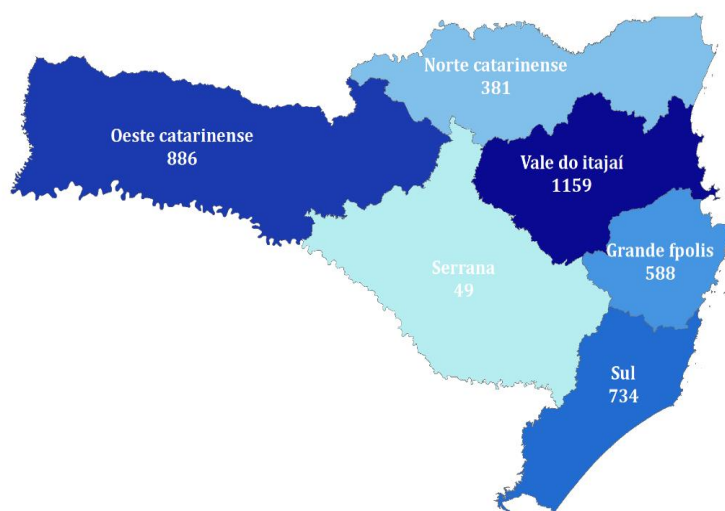 Norte catarinense
381
Oeste catarinense
886
Vale do itajaí
1159
Grande fpolis
588
Serrana
49
Sul
734